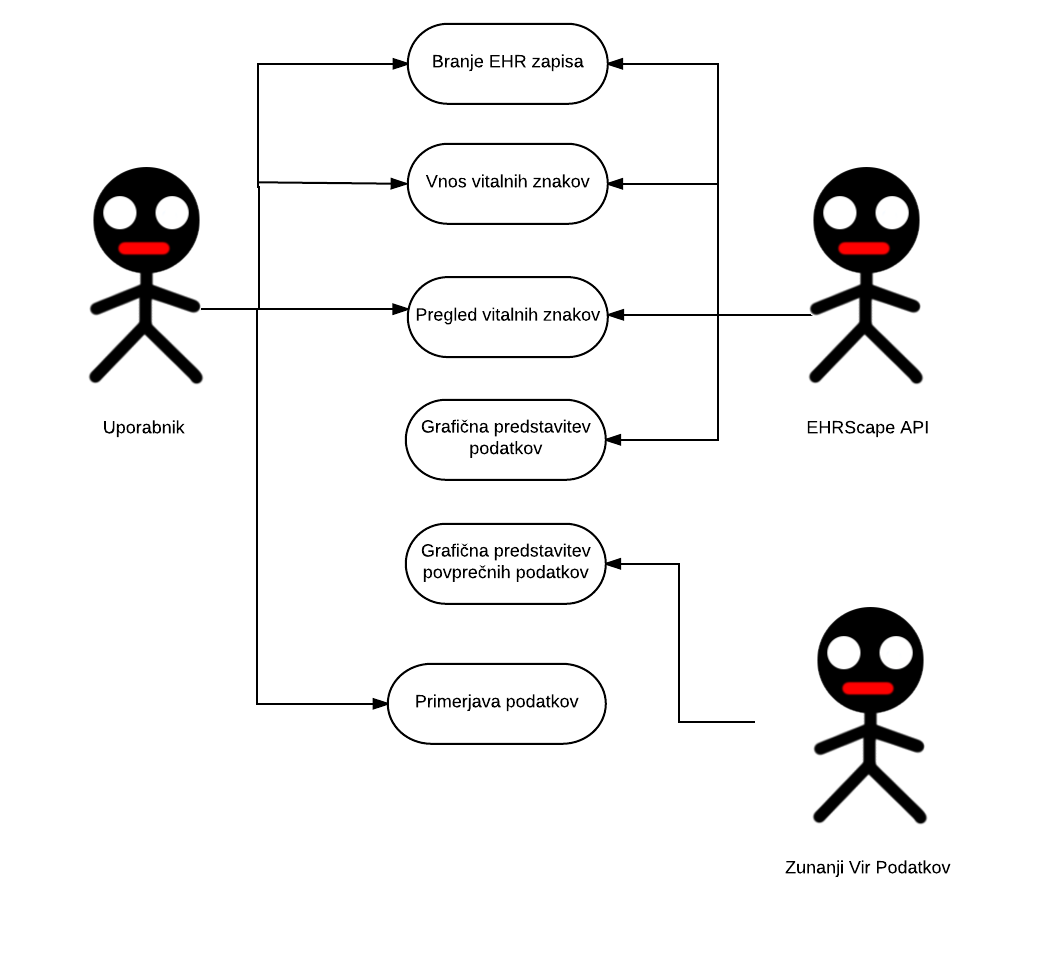 Branje EHR zapisa
Vnos vitalnih znakov
Pregled vitalnih znakov
Uporabnik
EHRScape API
Grafična predstavitev
podatkov
Grafična predstavitev
povprečnih podatkov
Primerjava podatkov
Zunanji Vir Podatkov